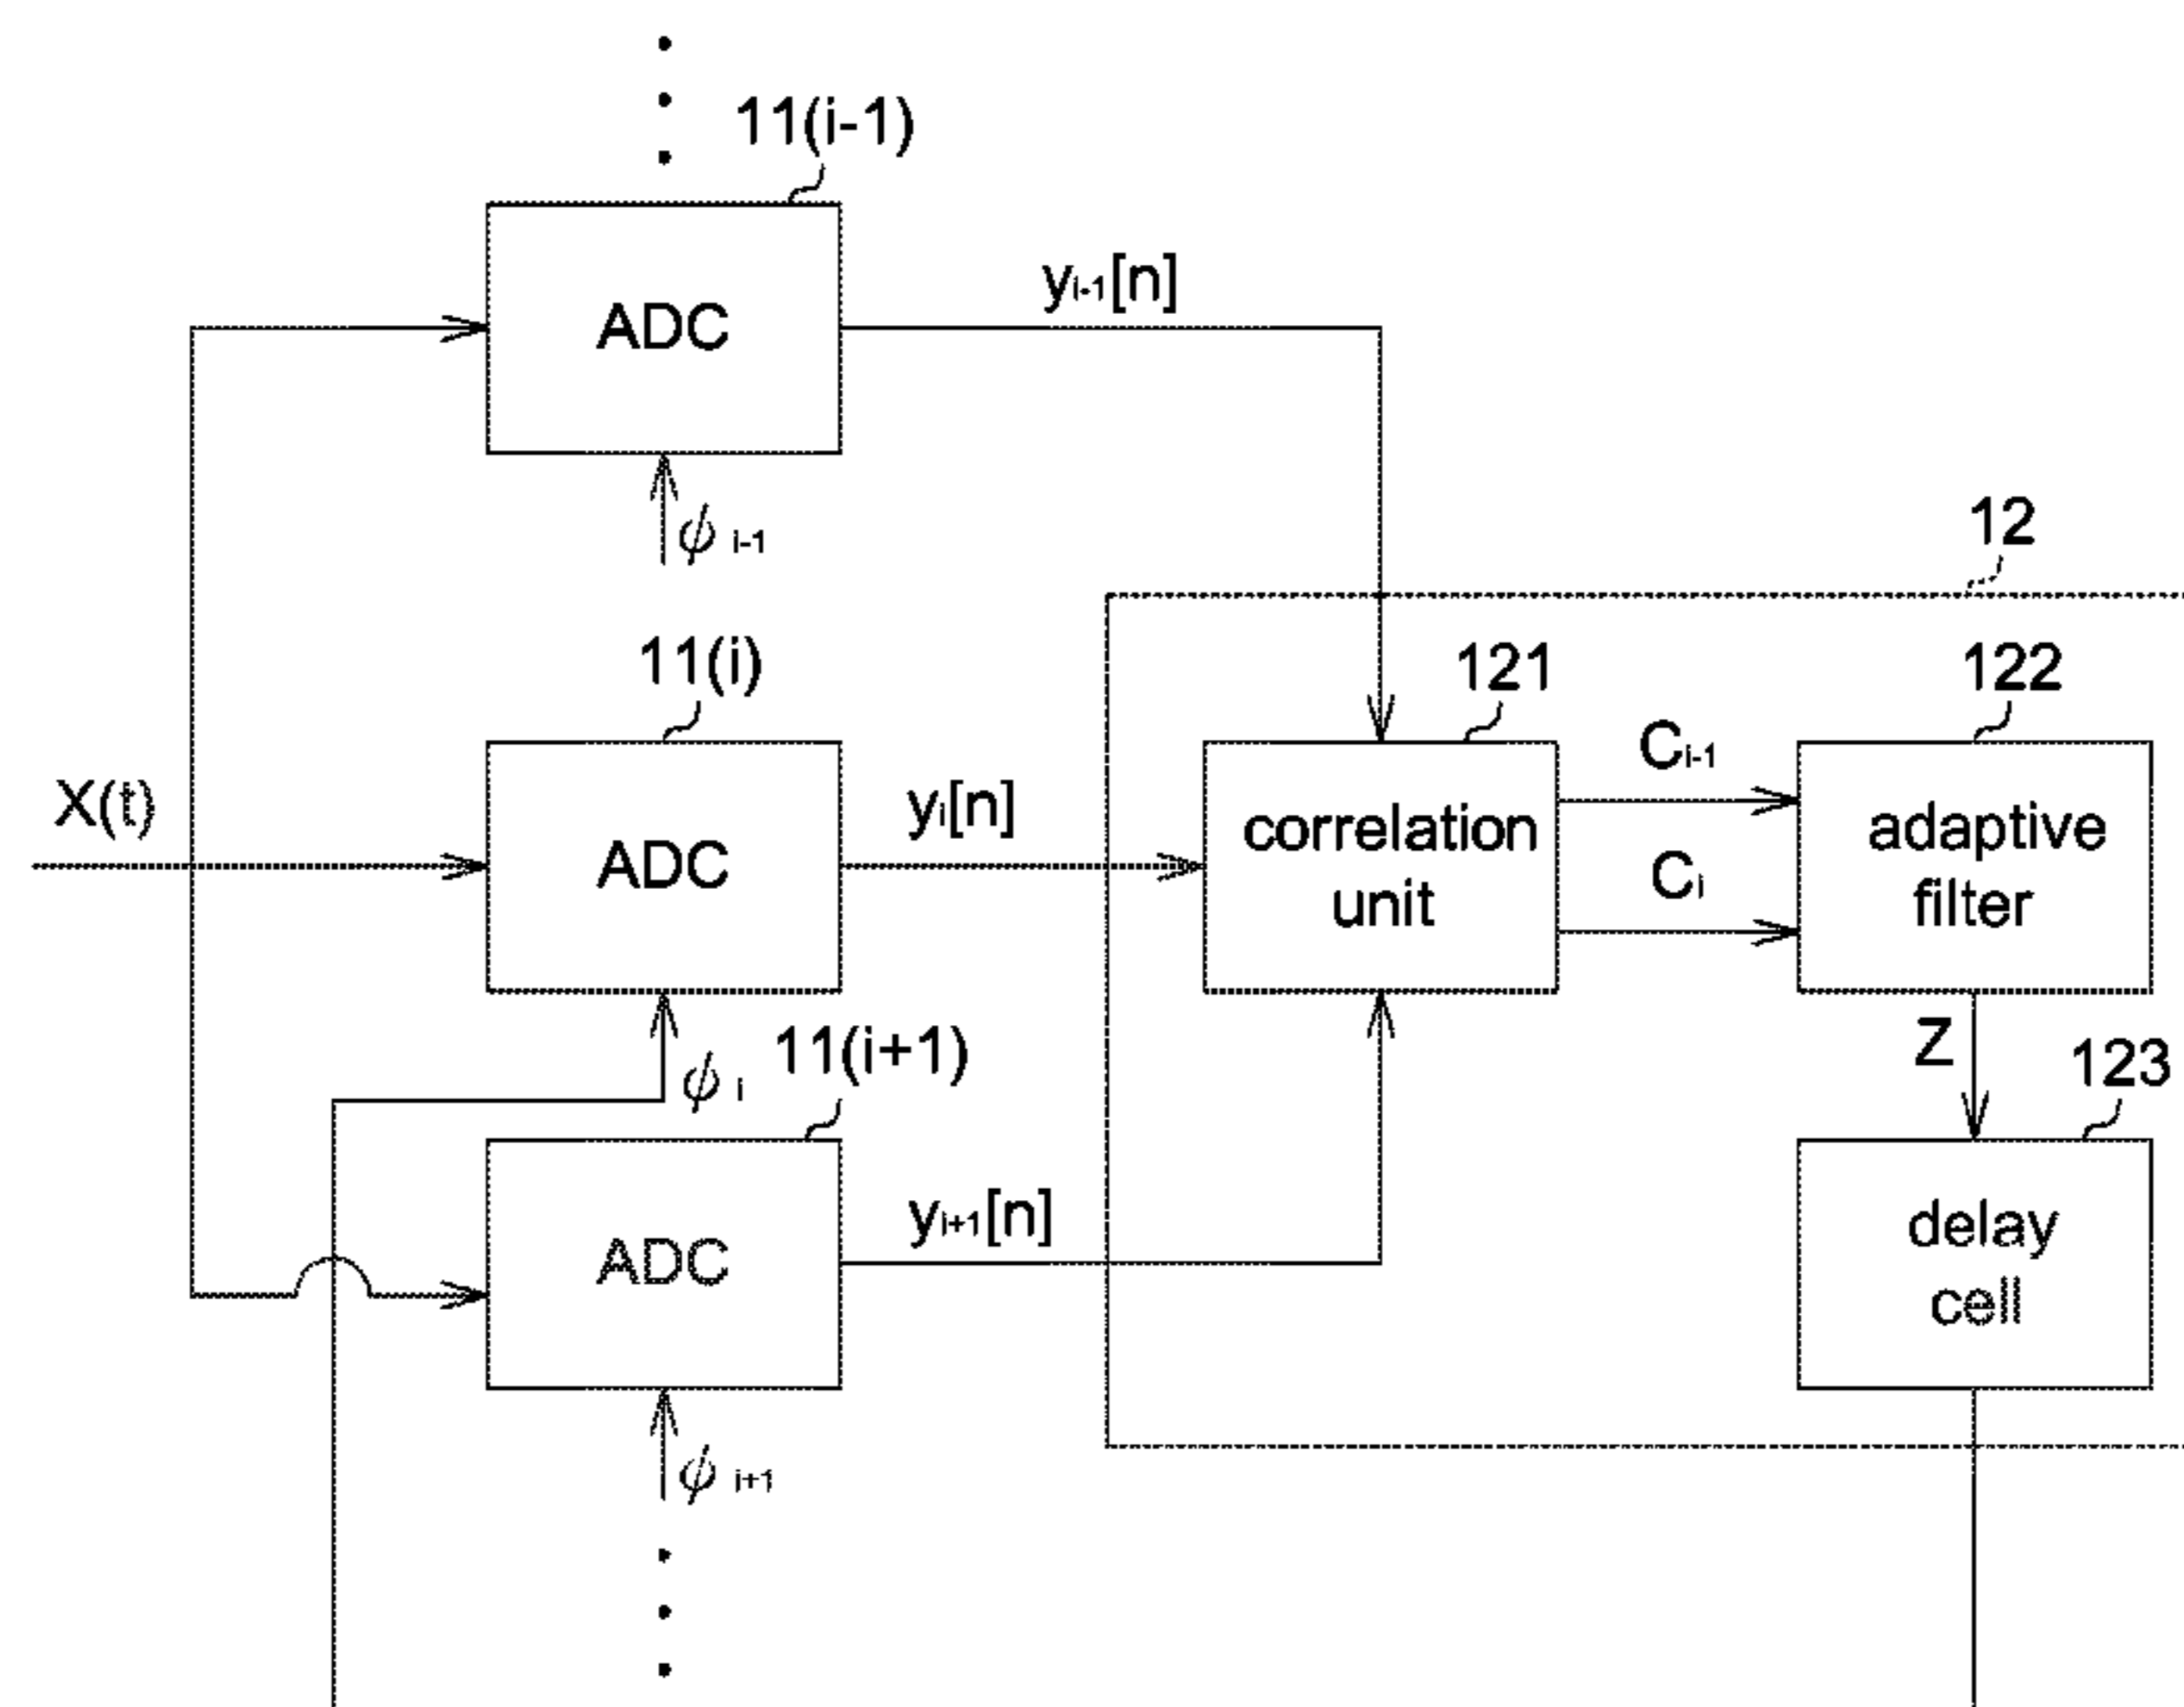 11(i-1)
ADC
yi-1[n]
ϕ i-1
12
11(i)
121
122
X(t)
ADC
yi[n]
correlation
unit
Ci-1
Ci
adaptive
filter
ϕ i
11(i+1)
Z
123
ADC
yi+1[n]
delay
cell
ϕ i+1